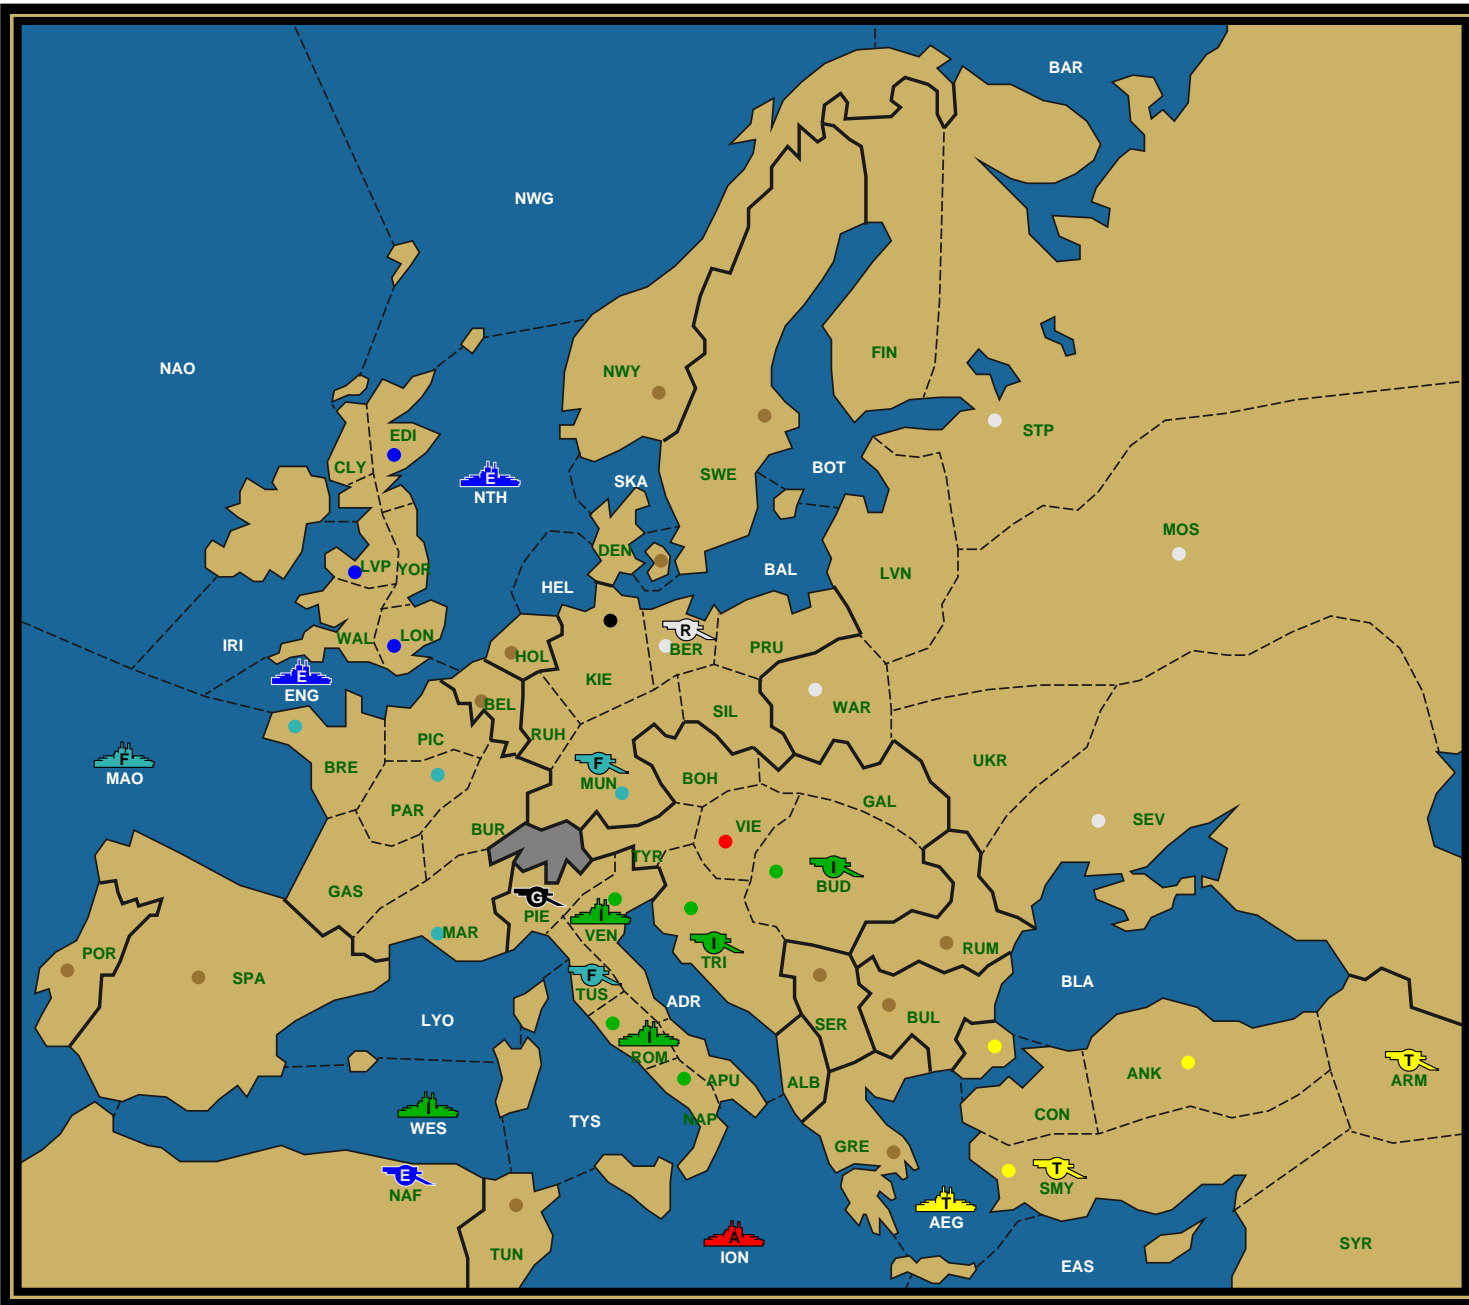 BAR
NWG
NAO
FIN
NWY
STP
EDI
CLY
SKA
BOT
SWE
E
NTH
MOS
DEN
LVP
YOR
BAL
LVN
HEL
WAL
LON
IRI
R
BER
PRU
HOL
KIE
E
ENG
BEL
SIL
WAR
RUH
PIC
F
MAO
BRE
F
MUN
BOH
UKR
PAR
GAL
BUR
VIE
SEV
TYR
I
BUD
GAS
G
PIE
I
VEN
MAR
I
TRI
RUM
POR
SPA
F
TUS
BLA
ADR
LYO
BUL
SER
I
ROM
T
ARM
ANK
APU
ALB
I
WES
TYS
NAP
CON
GRE
E
NAF
T
SMY
T
AEG
A
ION
TUN
SYR
EAS